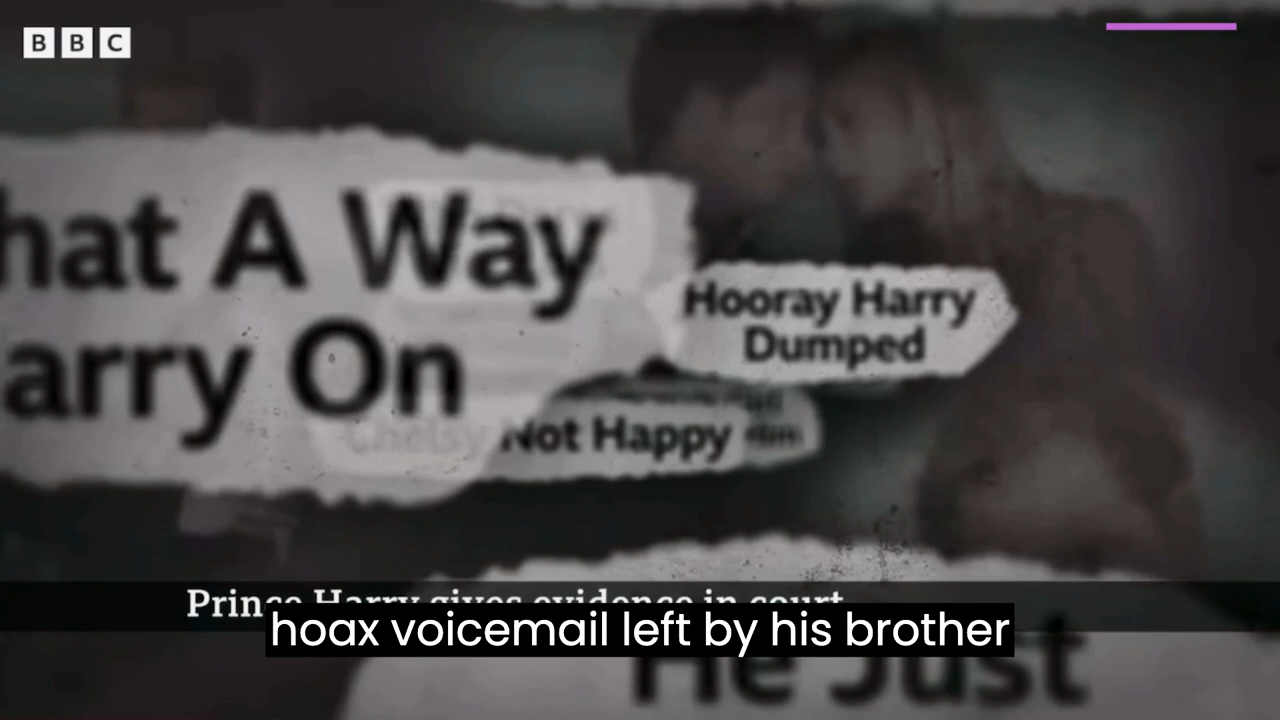 BBC
hat A Way
arry On
Hooray Harry
Dumped
Not Happy
Prince Harry gives evidence in court
hoax voicemail left by his brother
He Just